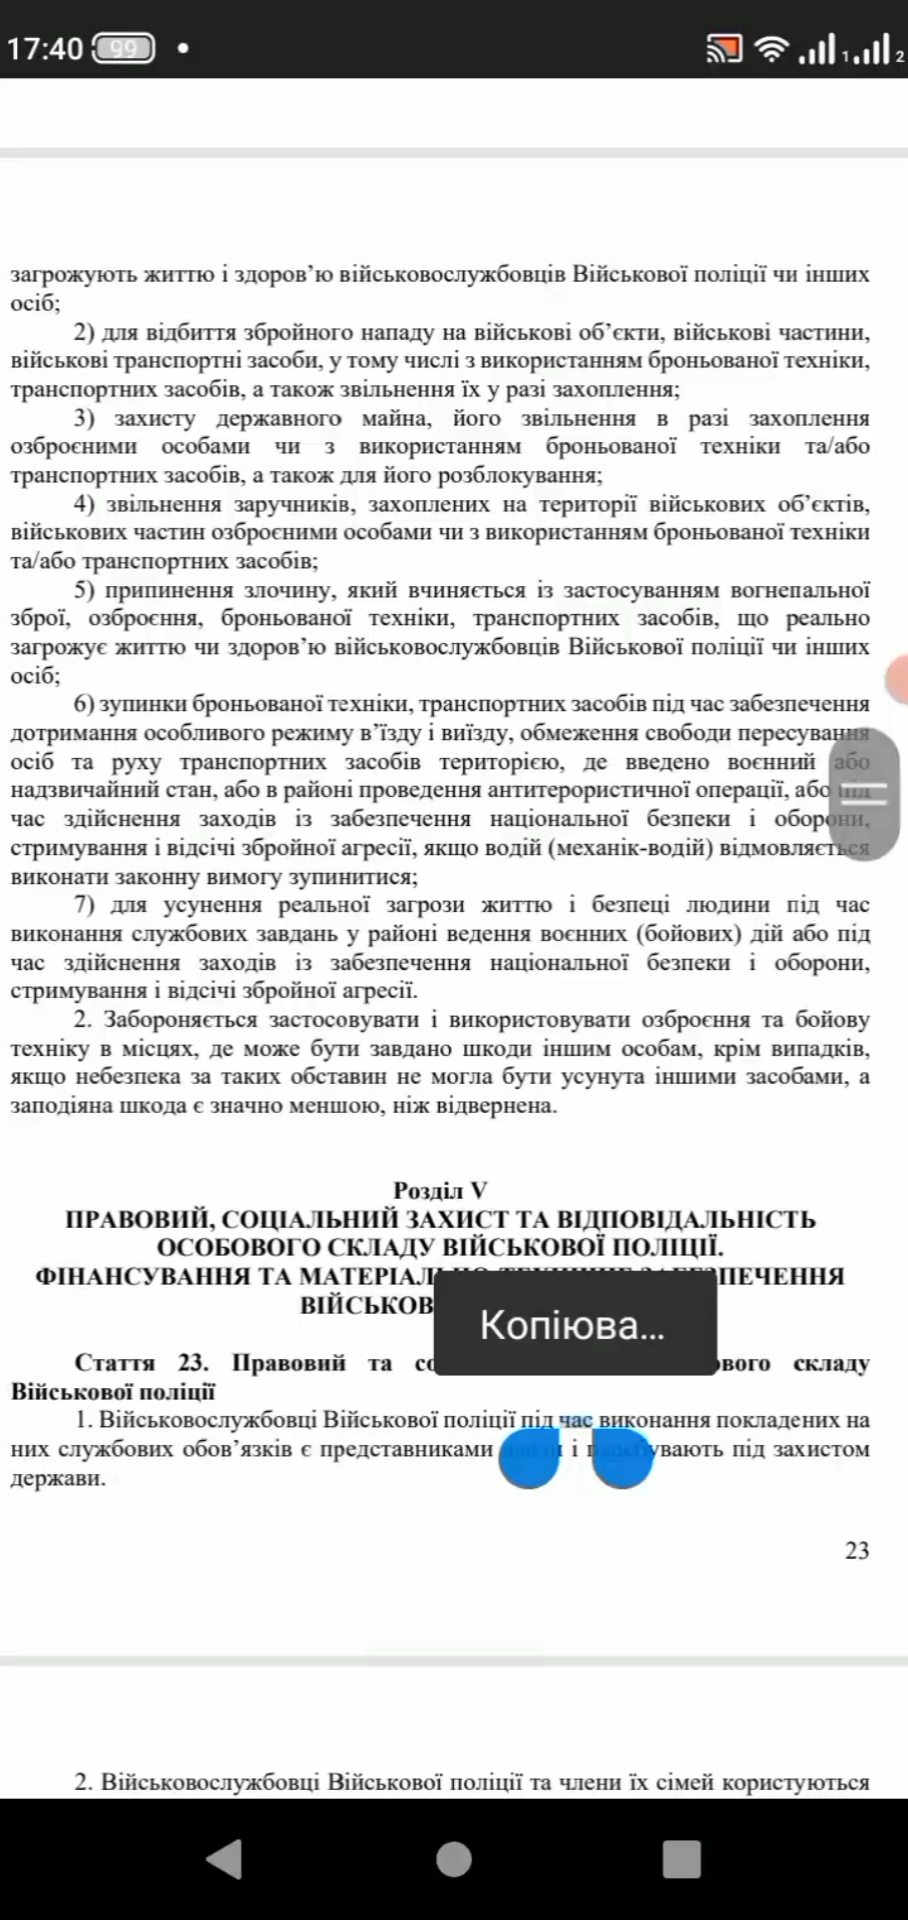 17:40 99
1 2
загрожують життю і здоров’ю військовослужбовців Військової поліції чи інших
осіб;
2) для відбиття збройного нападу на військові об’єкти, військові частини,
військові транспортні засоби, у тому числі з використанням броньованої техніки,
транспортних засобів, а також звільнення їх у разі захоплення;
3) захисту державного майна, його звільнення в разі захоплення
озброєними особами чи з використанням броньованої техніки та/або
транспортних засобів, а також для його розблокування;
4) звільнення заручників, захоплених на території військових об’єктів,
військових частин озброєними особами чи з використанням броньованої техніки
та/або транспортних засобів;
5) припинення злочину, який вчиняється із застосуванням вогнепальної
зброї, озброєння, броньованої техніки, транспортних засобів, що реально
загрожує життю чи здоров’ю військовослужбовців Військової поліції чи інших
осіб;
6) зупинки броньованої техніки, транспортних засобів під час забезпечення
дотримання особливого режиму в’їзду і виїзду, обмеження свободи пересування
осіб та руху транспортних засобів територією, де введено воєнний або
надзвичайний стан, або в районі проведення антитерористичної операції, або під
час здійснення заходів із забезпечення національної безпеки і оборони,
стримування і відсічі збройної агресії, якщо водій (механік-водій) відмовляється
виконати законну вимогу зупинитися;
7) для усунення реальної загрози життю і безпеці людини під час
виконання службових завдань у районі ведення воєнних (бойових) дій або під
час здійснення заходів із забезпечення національної безпеки і оборони,
стримування і відсічі збройної агресії.
2. Забороняється застосовувати і використовувати озброєння та бойову
техніку в місцях, де може бути завдано шкоди іншим особам, крім випадків,
якщо небезпека за таких обставин не могла бути усунута іншими засобами, а
заподіяна шкода є значно меншою, ніж відвернена.
Розділ V
ПРАВОВИЙ, СОЦІАЛЬНИЙ ЗАХИСТ ТА ВІДПОВІДАЛЬНІСТЬ
ОСОБОВОГО СКЛАДУ ВІЙСЬКОВОЇ ПОЛІЦІЇ.
ФІНАНСУВАННЯ ТА
Копіюва...
Стаття 23. Правовий та складу
Військової поліції
1. Військовослужбовці Військової поліції під час виконання покладених на
них службових обов’язків є представниками і під захистом
держави.
23
2. Військовослужбовці Військової поліції та члени їх сімей користуються